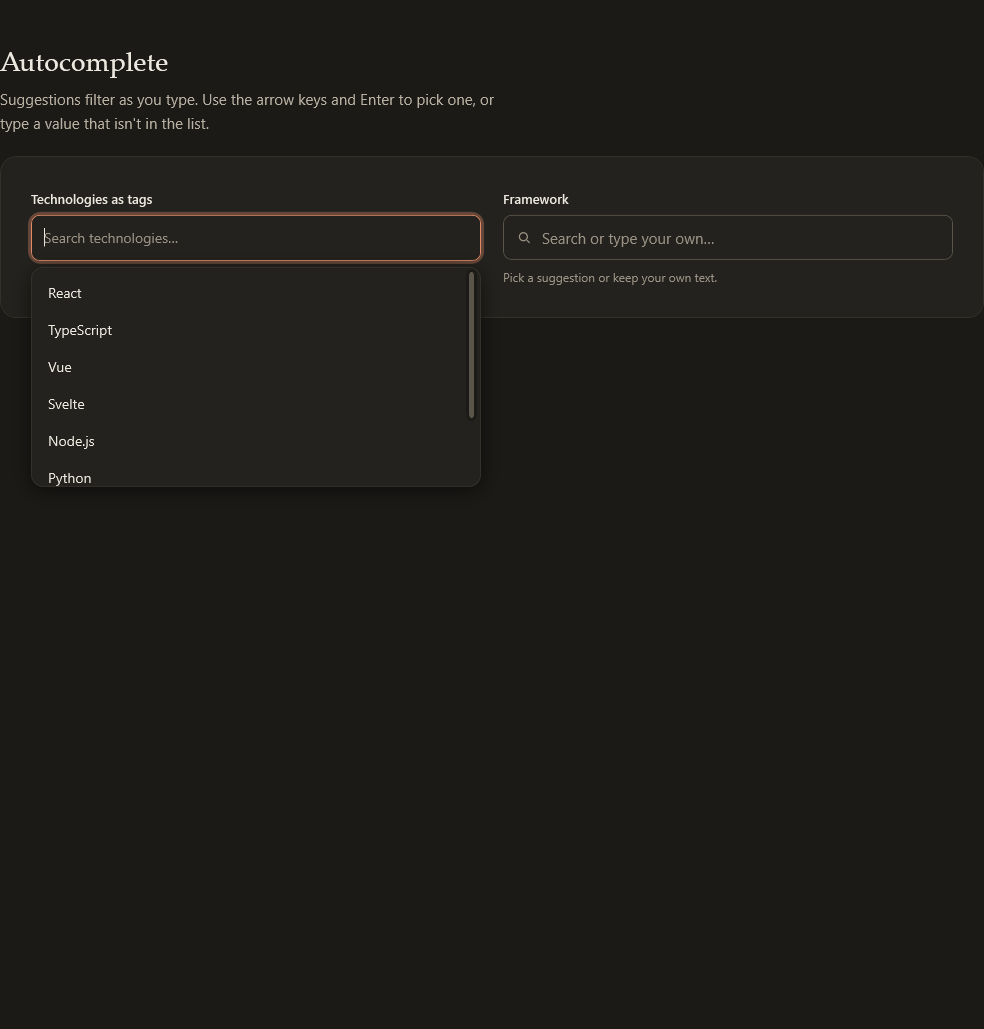 Autocomplete
Suggestions filter as you type. Use the arrow keys and Enter to pick one, or
type a value that isn't in the list.
Technologies as tags
Search technologies...
React
TypeScript
Vue
Svelte
Node.js
Python
Framework
Search or type your own...
Pick a suggestion or keep your own text.